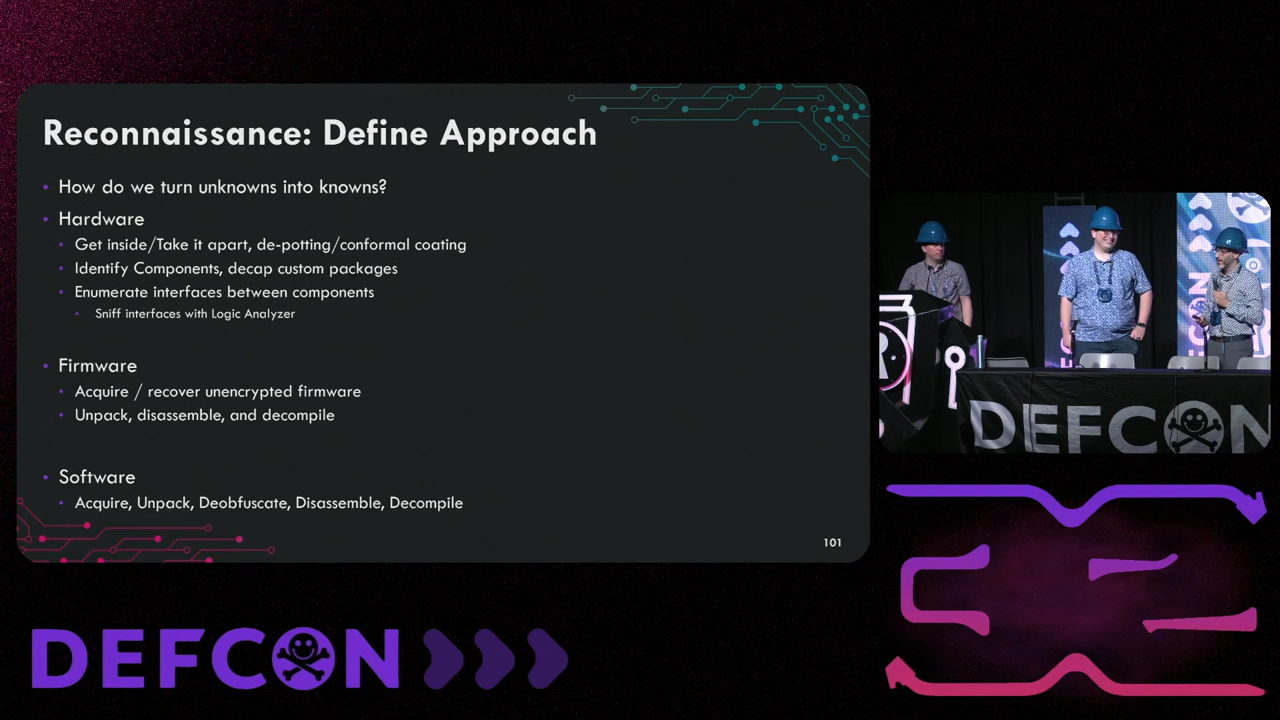 Reconnaissance: Define Approach
• How do we turn unknowns into knowns?
• Hardware
• Get inside/Take it apart, de-potting/conformal coating
• Identify Components, decap custom packages
• Enumerate interfaces between components
• Sniff interfaces with Logic Analyzer
• Firmware
• Acquire / recover unencrypted firmware
• Unpack, disassemble, and decompile
• Software
• Acquire, Unpack, Deobfuscate, Disassemble, Decompile
101
DEFCON
DEFCON